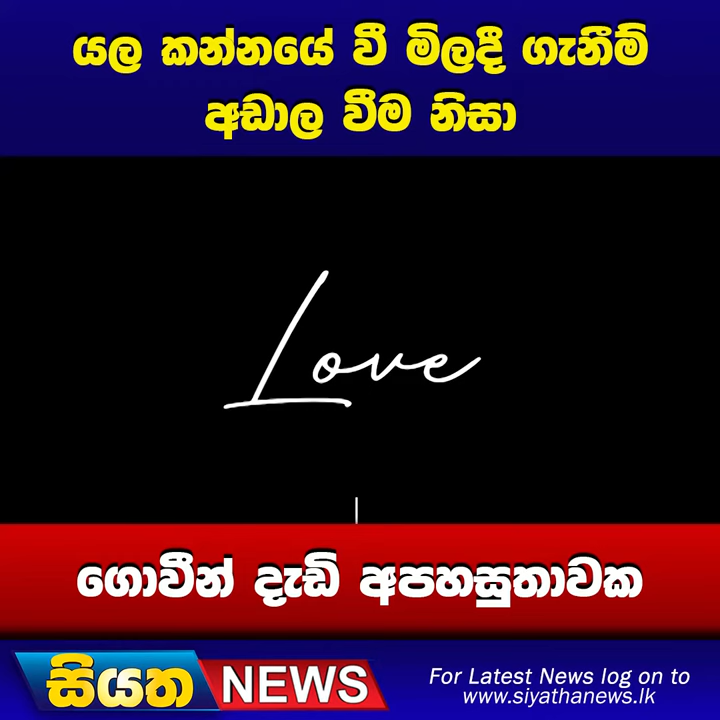 යල කන්නයේ වී මිලදී ගැනීම්
අඩාල වීම නිසා
Love
ගොවීන් දැඩි අපහසුතාවක
සියත NEWS
For Latest News log on to
www.siyathanews.lk